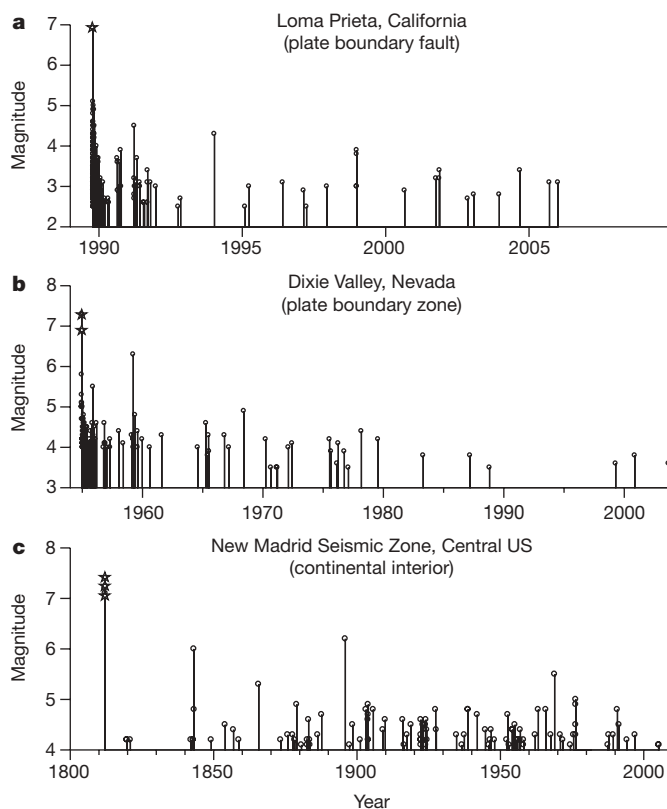 a
Loma Prieta, California
(plate boundary fault)
Magnitude
7
6
5
4
3
2
1990 1995 2000 2005
b
Dixie Valley, Nevada
(plate boundary zone)
Magnitude
8
7
6
5
4
3
1960 1970 1980 1990 2000
c
New Madrid Seismic Zone, Central US
(continental interior)
Magnitude
8
7
6
5
4
1800 1850 1900 1950 2000
Year